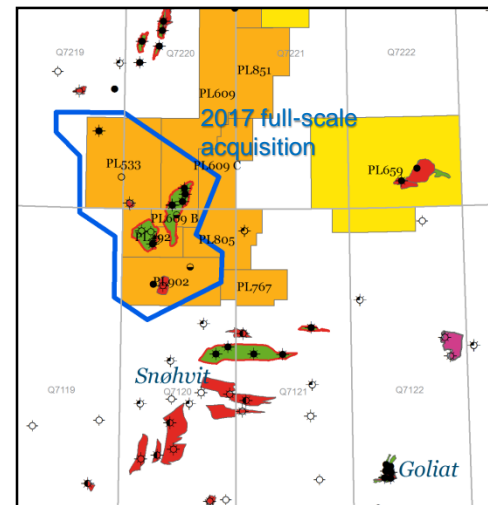 Q7219
Q7220
Q7221
Q7222
PL851
PL609
2017 full-scale
acquisition
PL533
PL609 C
PL659
PL609 B
PL492
PL805
PL902
PL767
Snøhvit
Q7119
Q7120
Q7121
Q7122
Goliat